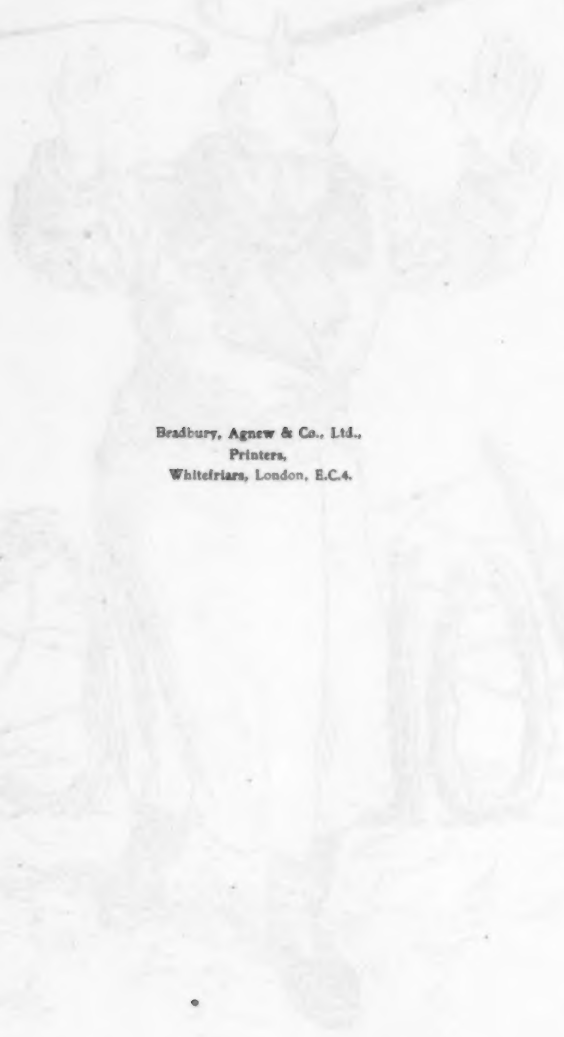 Bradbury, Agnew & Co., Ltd.,
Printers,
Whitefriars, London, E.C.4.